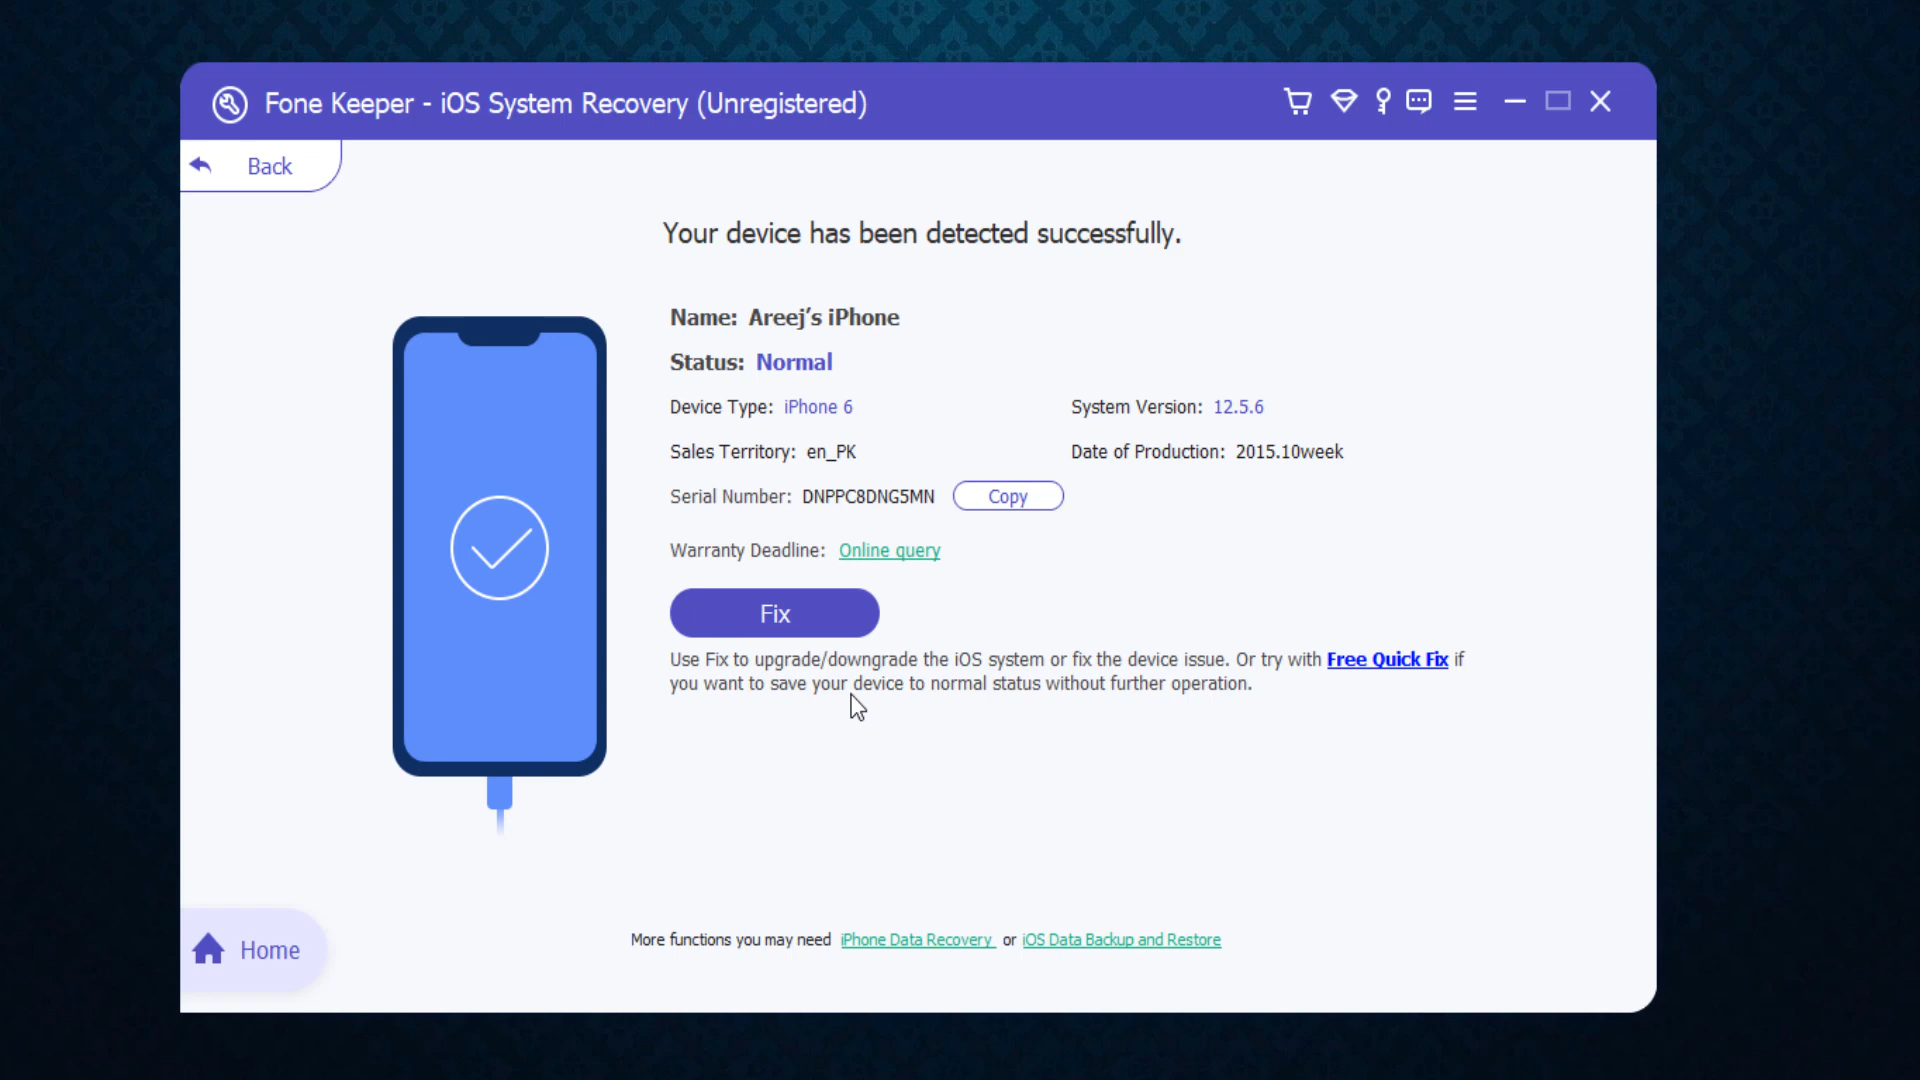 Fone Keeper - iOS System Recovery (Unregistered)
Back
Your device has been detected successfully.
Name: Areej’s iPhone
Status: Normal
Device Type: iPhone 6 System Version: 12.5.6
Sales Territory: en_PK Date of Production: 2015.10week
Serial Number: DNPPC8DNG5MN Copy
Warranty Deadline: Online query
Fix
Use Fix to upgrade/downgrade the iOS system or fix the device issue. Or try with Free Quick Fix if
you want to save your device to normal status without further operation.
More functions you may need iPhone Data Recovery or iOS Data Backup and Restore
Home